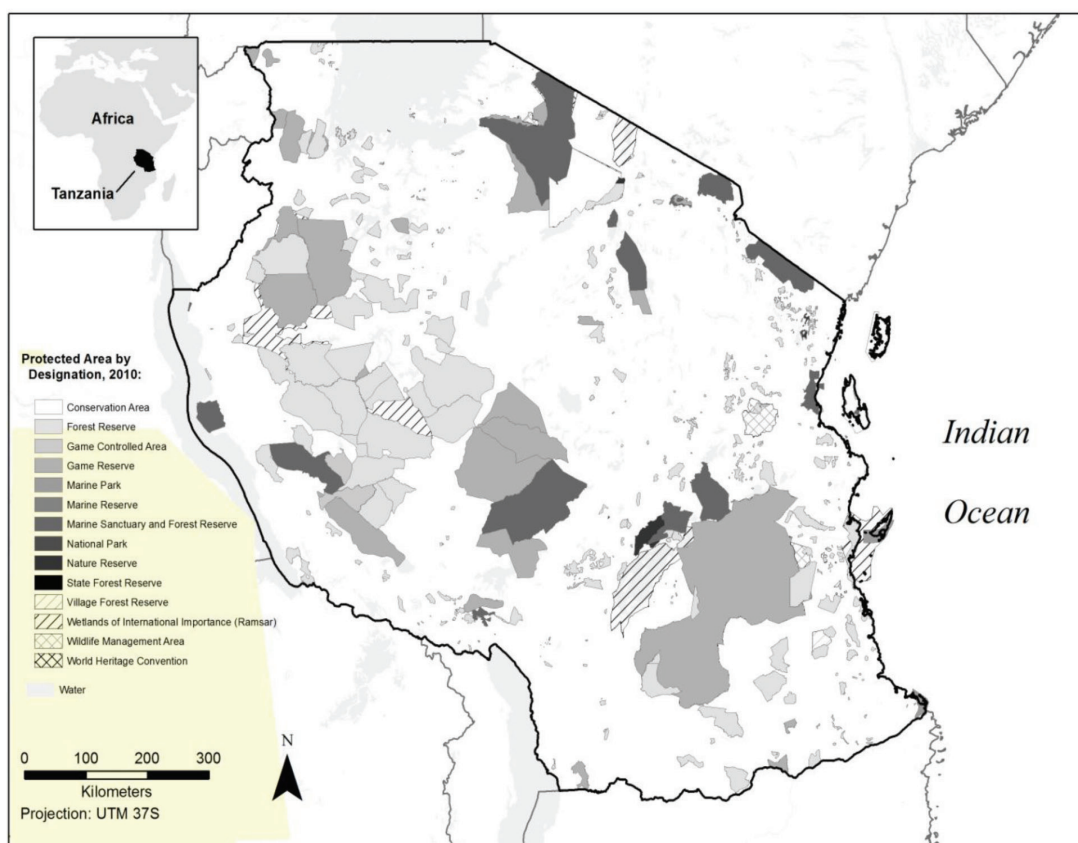 Africa
Tanzania
Protected Area by
Designation, 2010:
Conservation Area
Forest Reserve
Game Controlled Area
Game Reserve
Marine Park
Marine Reserve
Marine Sanctuary and Forest Reserve
National Park
Nature Reserve
State Forest Reserve
Village Forest Reserve
Wetlands of International Importance (Ramsar)
Wildlife Management Area
World Heritage Convention
Water
Indian
Ocean
N
0 100 200 300
Kilometers
Projection: UTM 37S